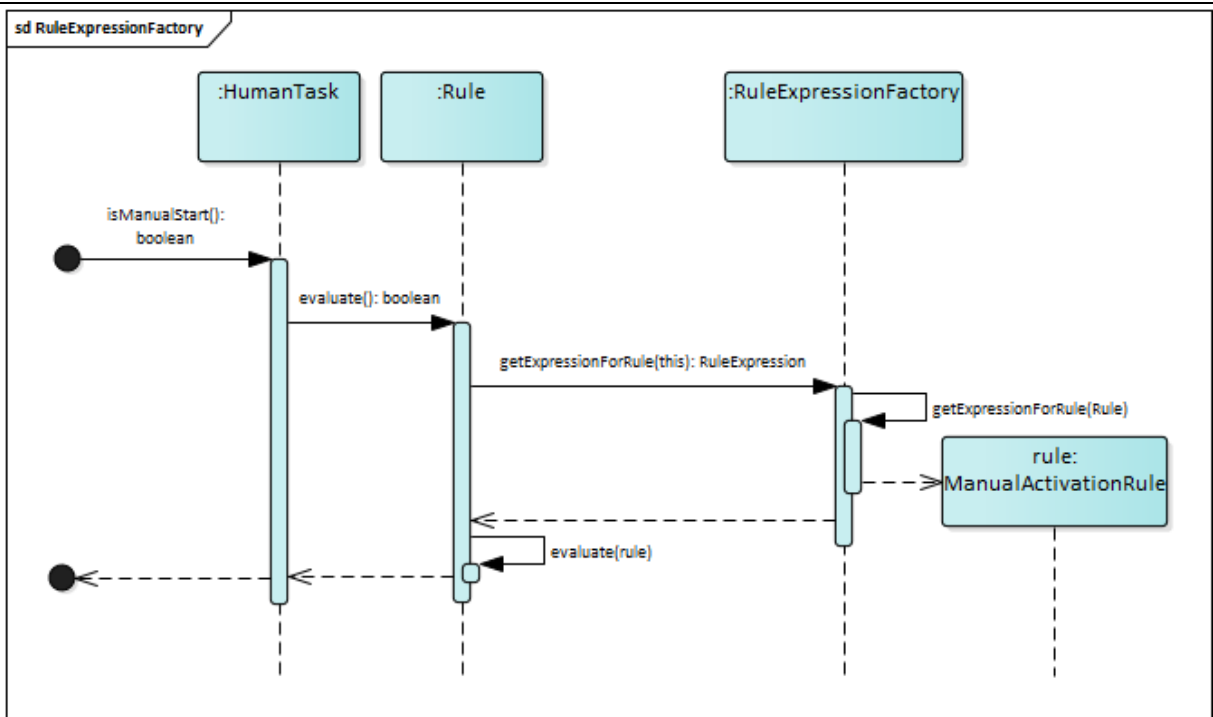 sd RuleExpressionFactory
:HumanTask
:Rule
:RuleExpressionFactory
isManualStart():
boolean
evaluate(): boolean
getExpressionForRule(this): RuleExpression
getExpressionForRule(Rule)
rule:
ManualActivationRule
evaluate(rule)